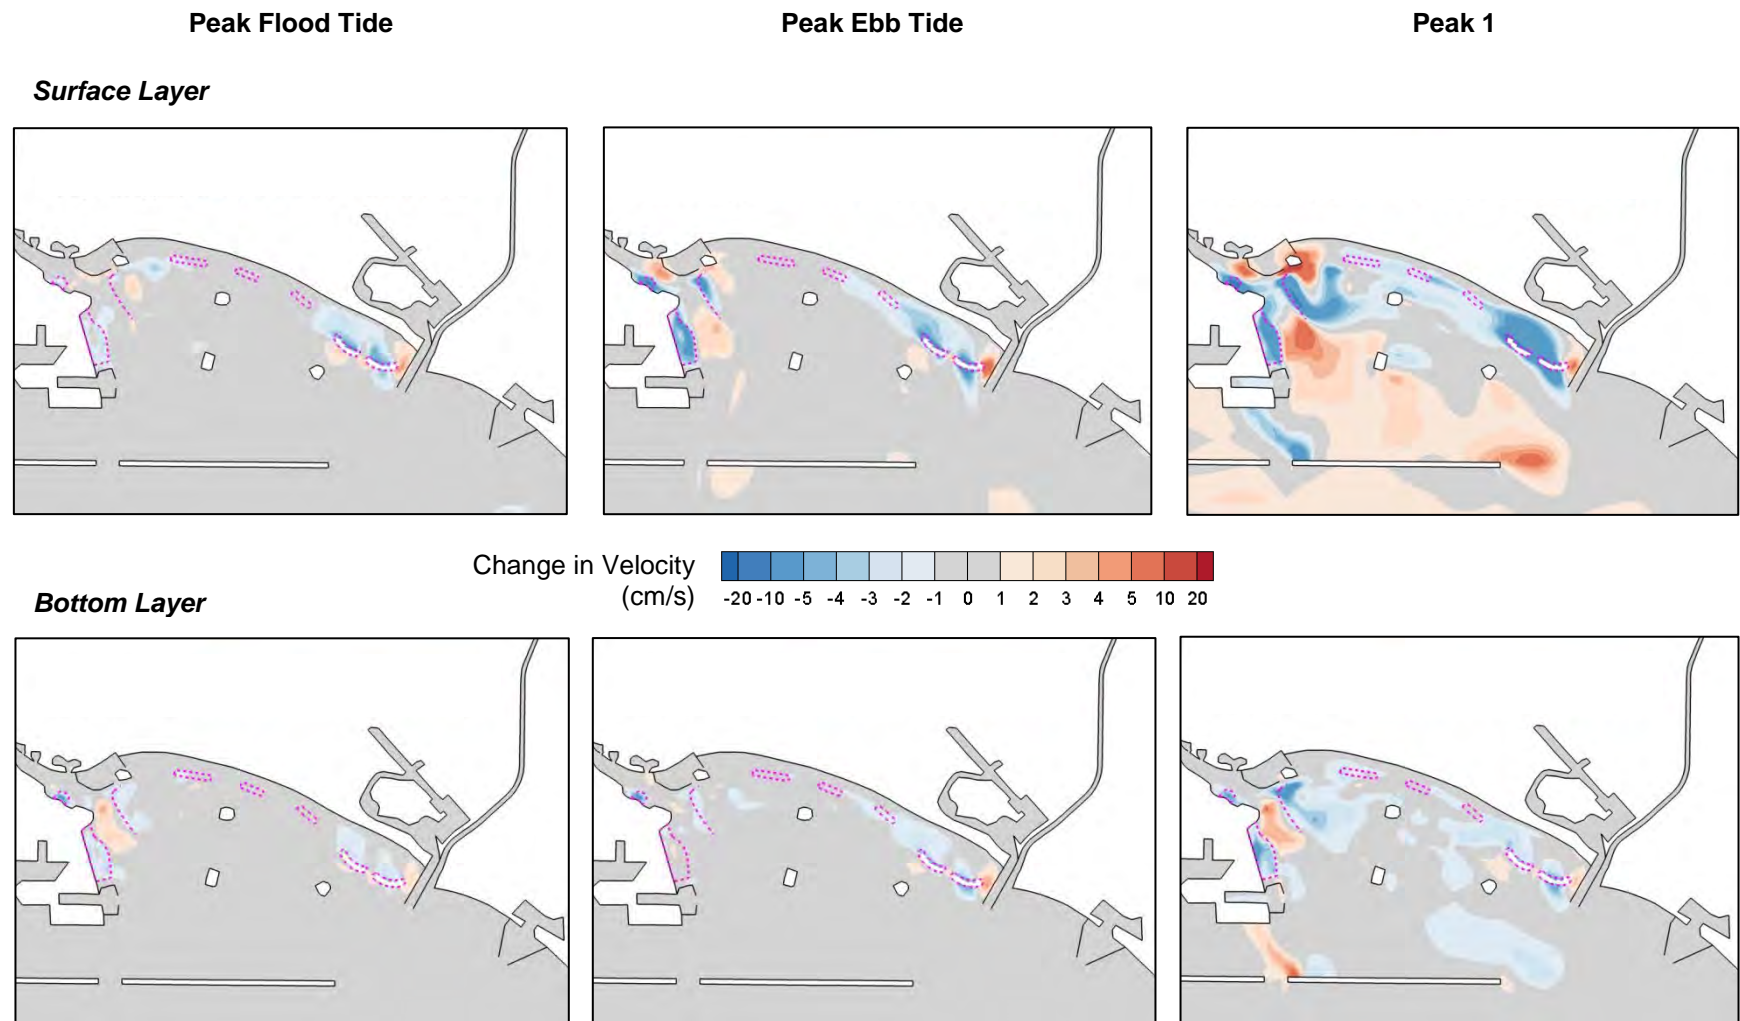 Peak Flood Tide Peak Ebb Tide Peak 1
Surface Layer
Change in Velocity
(cm/s)
-20 -10 -5 -4 -3 -2 -1 0 1 2 3 4 5 10 20
Bottom Layer